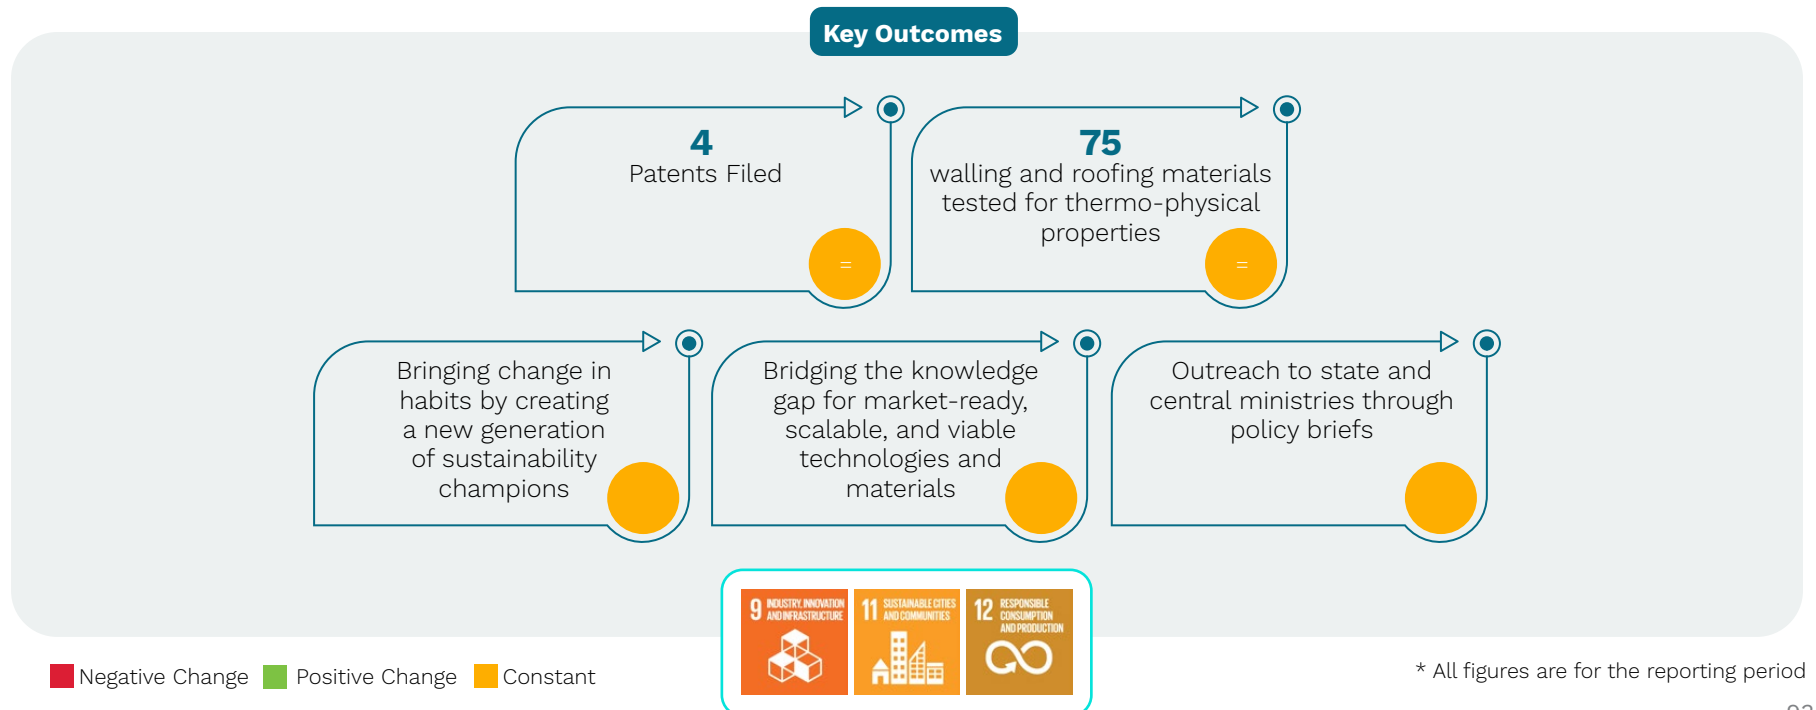 Key Outcomes
4
Patents Filed
=
75
walling and roofing materials
tested for thermo-physical
properties
=
Bringing change in
habits by creating
a new generation
of sustainability
champions
Bridging the knowledge
gap for market-ready,
scalable, and viable
technologies and
materials
Outreach to state and
central ministries through
policy briefs
9 INDUSTRY, INNOVATION
AND INFRASTRUCTURE
11 SUSTAINABLE CITIES
AND COMMUNITIES
12 RESPONSIBLE
CONSUMPTION
AND PRODUCTION
Negative Change
Positive Change
Constant
* All figures are for the reporting period